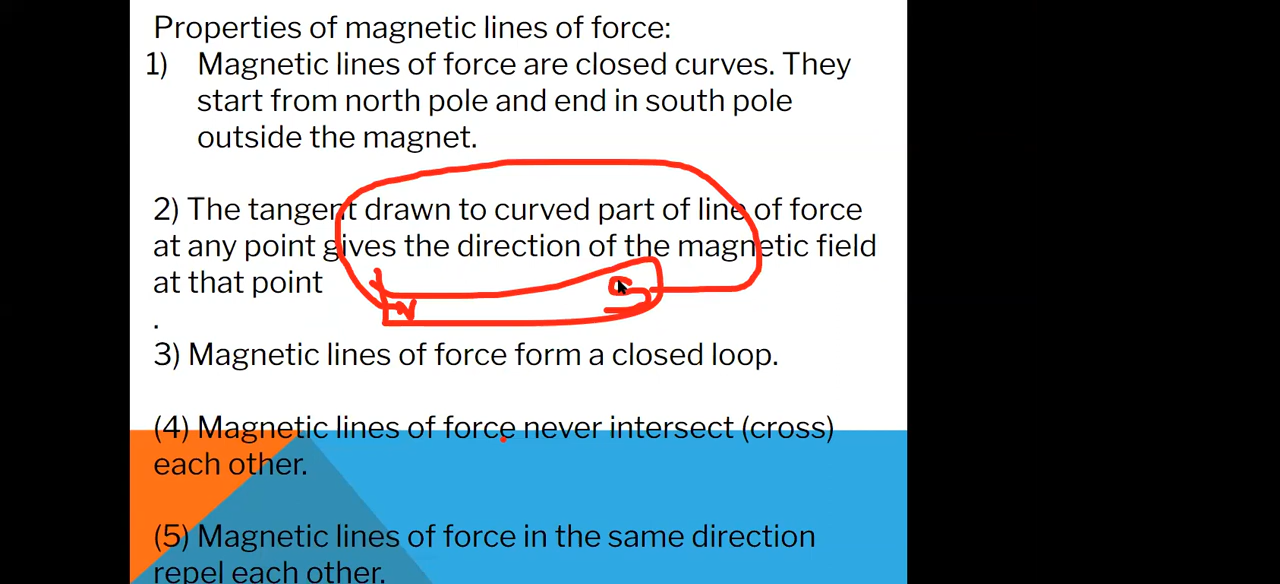 Properties of magnetic lines of force:
1) Magnetic lines of force are closed curves. They
start from north pole and end in south pole
outside the magnet.
2) The tangent drawn to curved part of line of force
at any point gives the direction of the magnetic field
at that point
N S
.
3) Magnetic lines of force form a closed loop.
(4) Magnetic lines of force never intersect (cross)
each other.
(5) Magnetic lines of force in the same direction
repel each other.